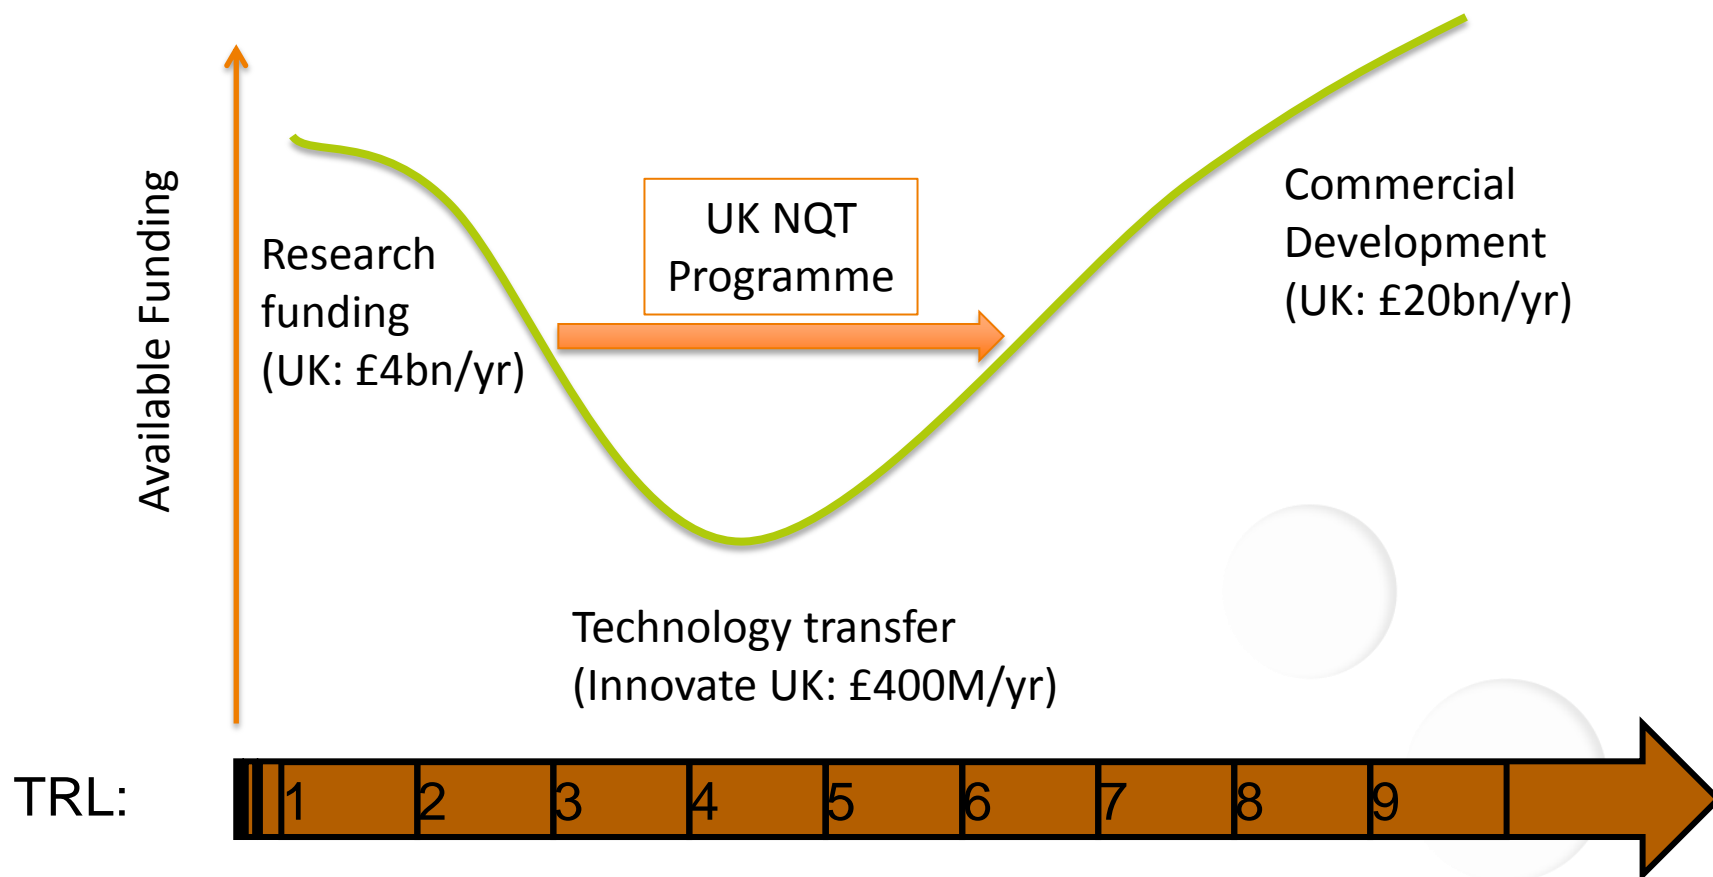 Available Funding
Research
funding
(UK: £4bn/yr)
UK NQT
Programme
Commercial
Development
(UK: £20bn/yr)
Technology transfer
(Innovate UK: £400M/yr)
TRL:
1 2 3 4 5 6 7 8 9